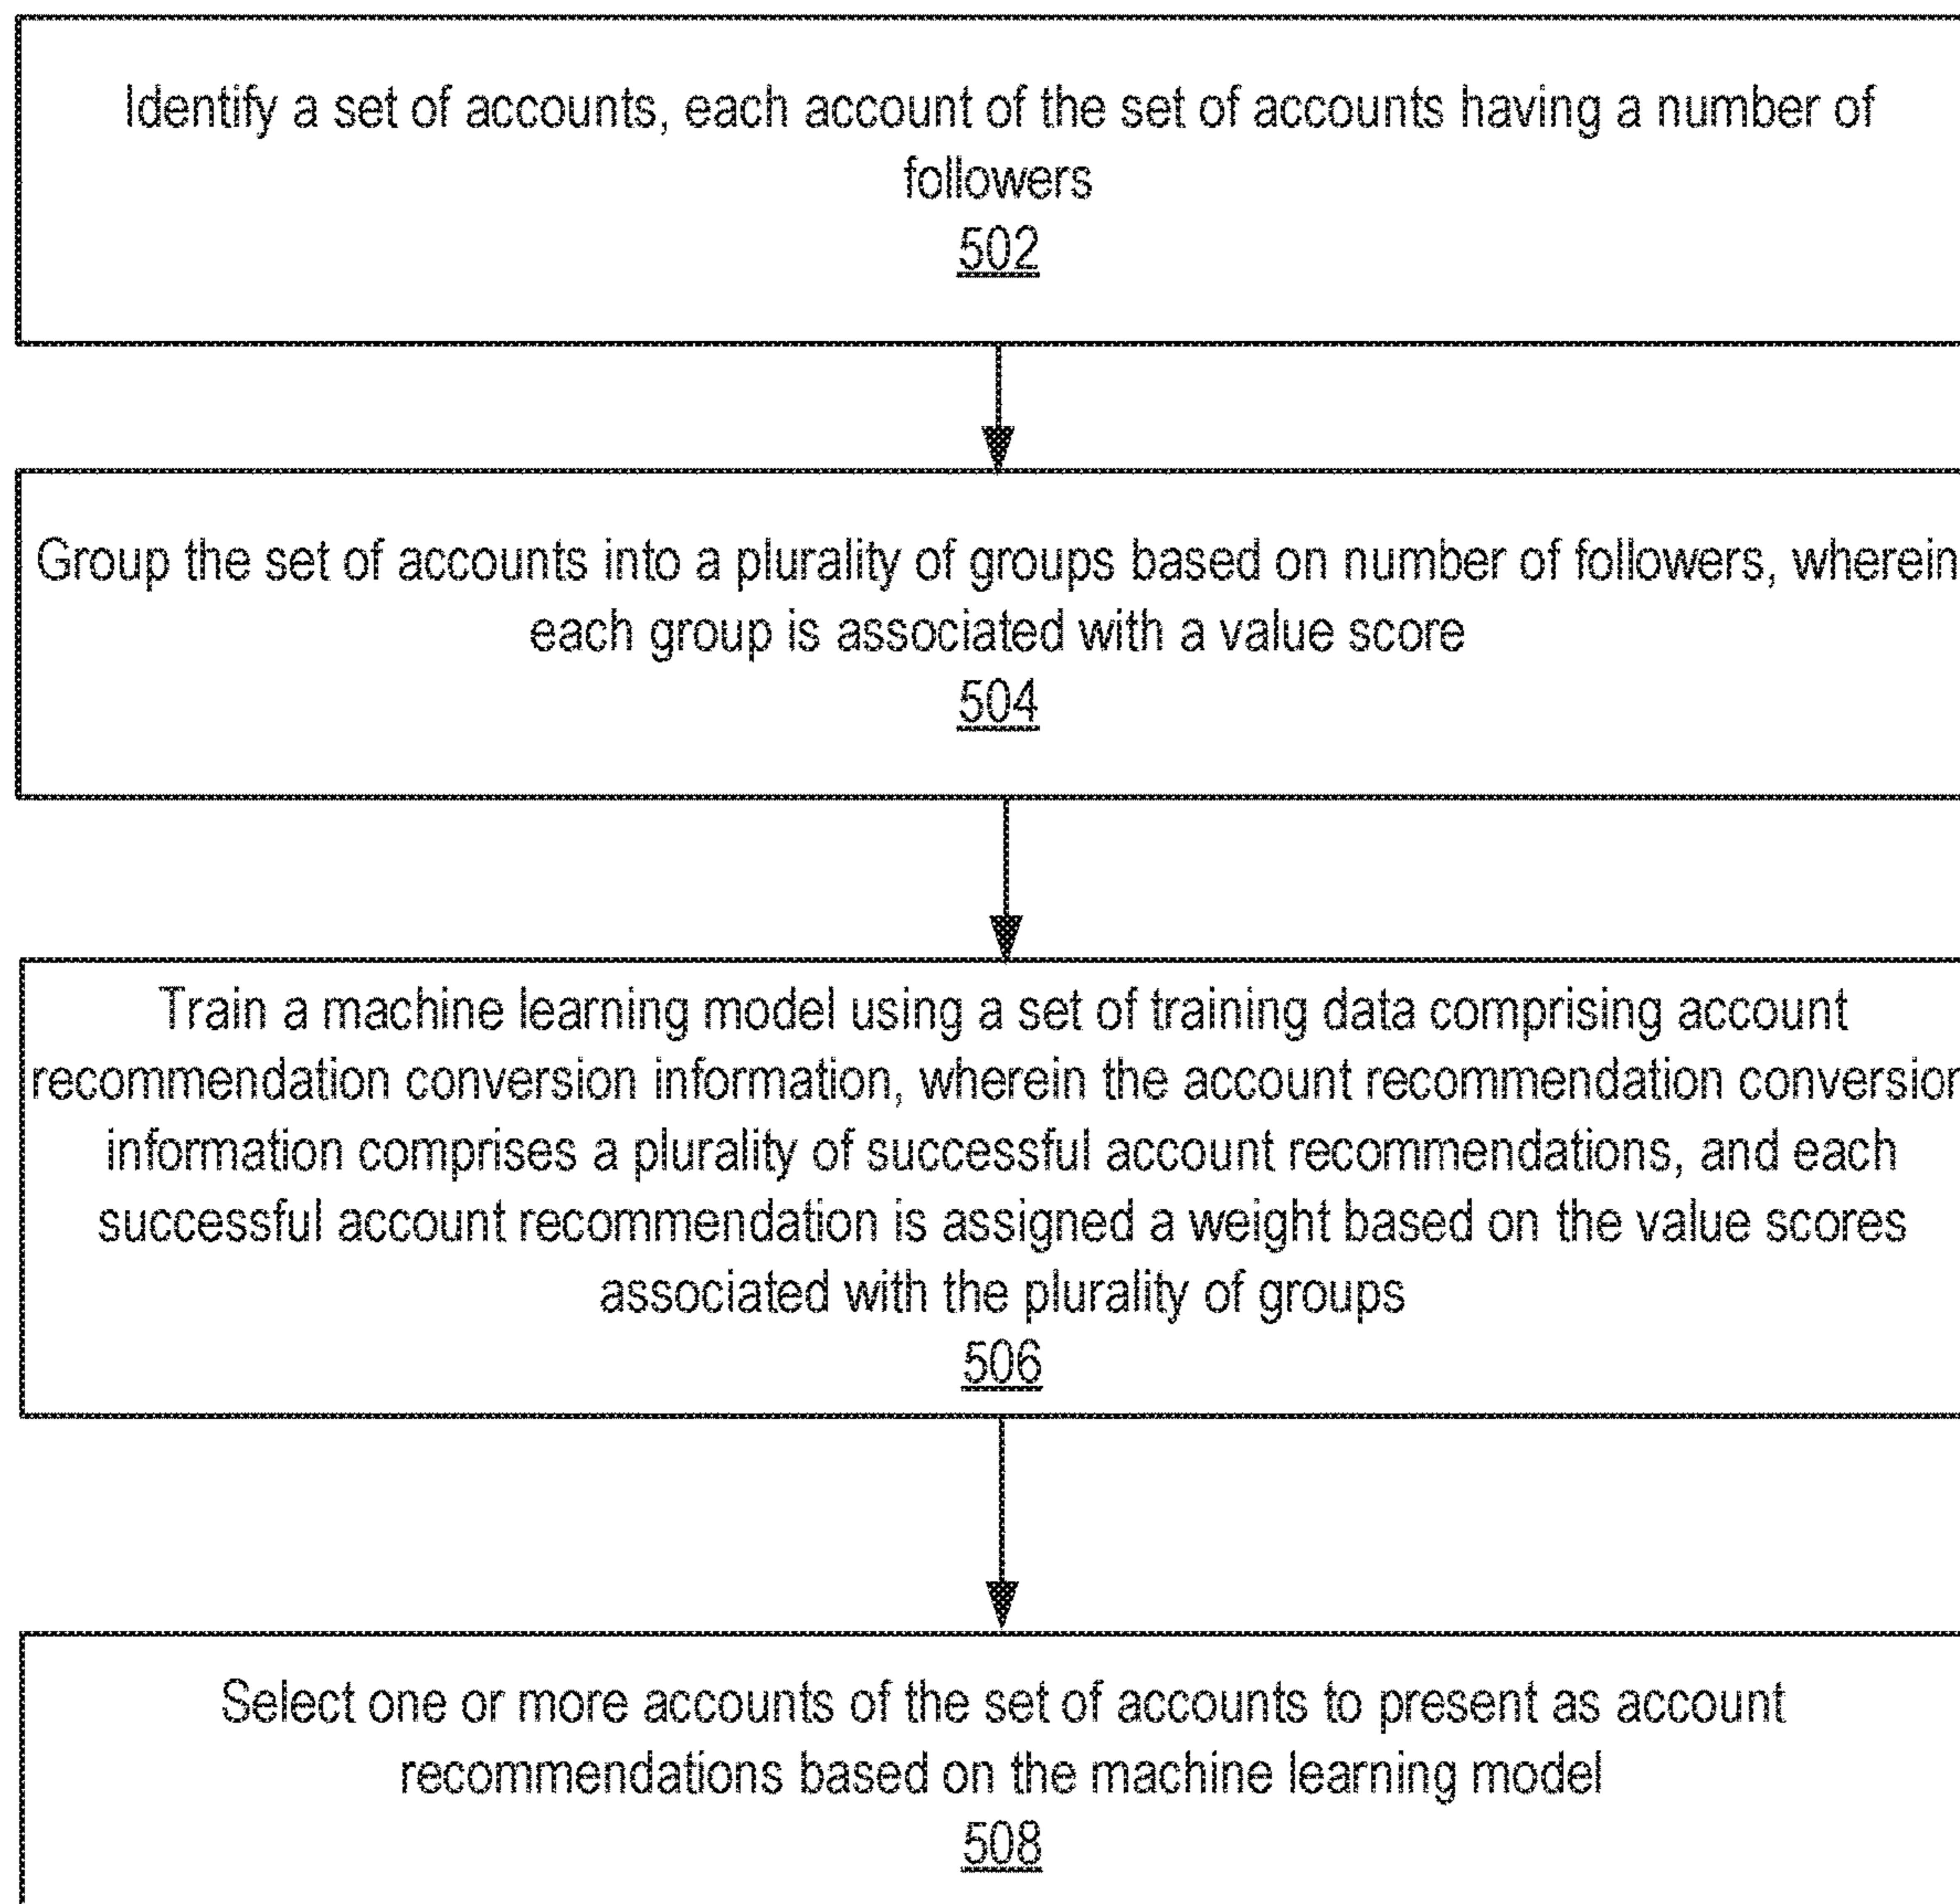 Identify a set of accounts, each account of the set of accounts having a number of
followers
502
Group the set of accounts into a plurality of groups based on number of followers, wherein
each group is associated with a value score
504
Train a machine learning model using a set of training data comprising account
recommendation conversion information, wherein the account recommendation conversion
information comprises a plurality of successful account recommendations, and each
successful account recommendation is assigned a weight based on the value scores
associated with the plurality of groups
506
Select one or more accounts of the set of accounts to present as account
recommendations based on the machine learning model
508